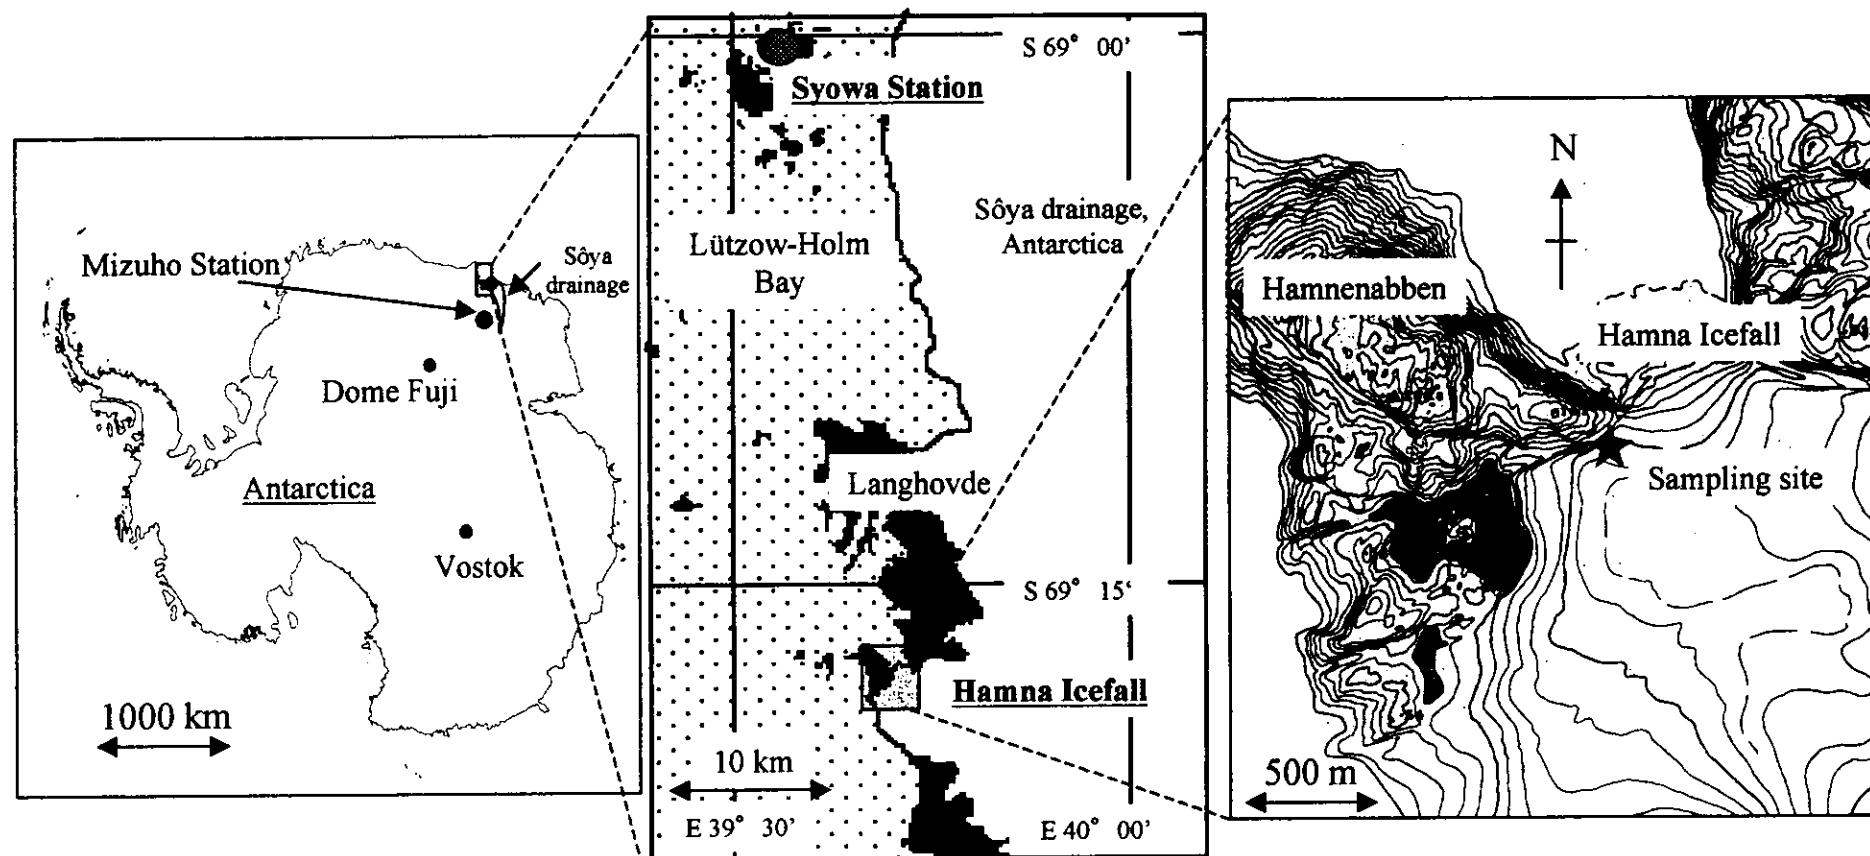 Mizuho Station
Sôya
drainage
Dome Fuji
Antarctica
Vostok
1000 km
S 69° 00'
Syowa Station
Sôya drainage,
Antarctica
Lützow-Holm
Bay
Langhovde
S 69° 15'
Hamna Icefall
10 km
E 39° 30'
E 40° 00'
N
Hamnenabben
Hamna Icefall
Sampling site
500 m